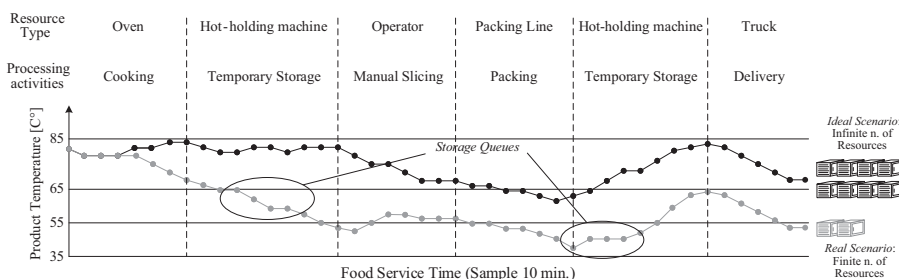 Resource Type Oven Hot-holding machine Operator Packing Line Hot-holding machine Truck
Processing activities Cooking Temporary Storage Manual Slicing Packing Temporary Storage Delivery
Product Temperature [C°]
85
65
55
35
Storage Queues
Ideal Scenario:
Infinite n. of
Resources
Real Scenario:
Finite n. of
Resources
Food Service Time (Sample 10 min.)